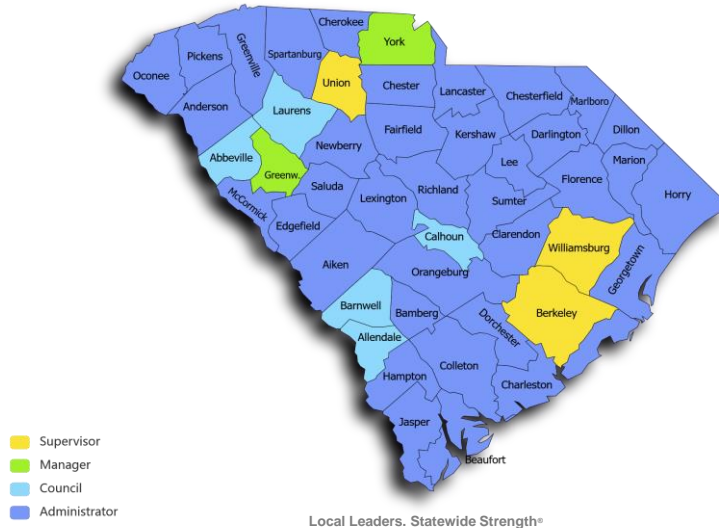 Cherokee
York
Spartanburg
Greenville
Pickens
Oconee
Union
Chester
Lancaster
Chesterfield
Marlboro
Anderson
Laurens
Dillon
Darlington
Fairfield
Kershaw
Newberry
Abbeville
Lee
Marion
Greenw.
Florence
Richland
Saluda
Horry
Lexington
Sumter
McCormick
Edgefield
Clarendon
Calhoun
Williamsburg
Georgetown
Aiken
Orangeburg
Barnwell
Bamberg
Berkeley
Dorchester
Allendale
Colleton
Hampton
Charleston
Jasper
Beaufort
Supervisor
Manager
Council
Administrator
Local Leaders. Statewide Strength®